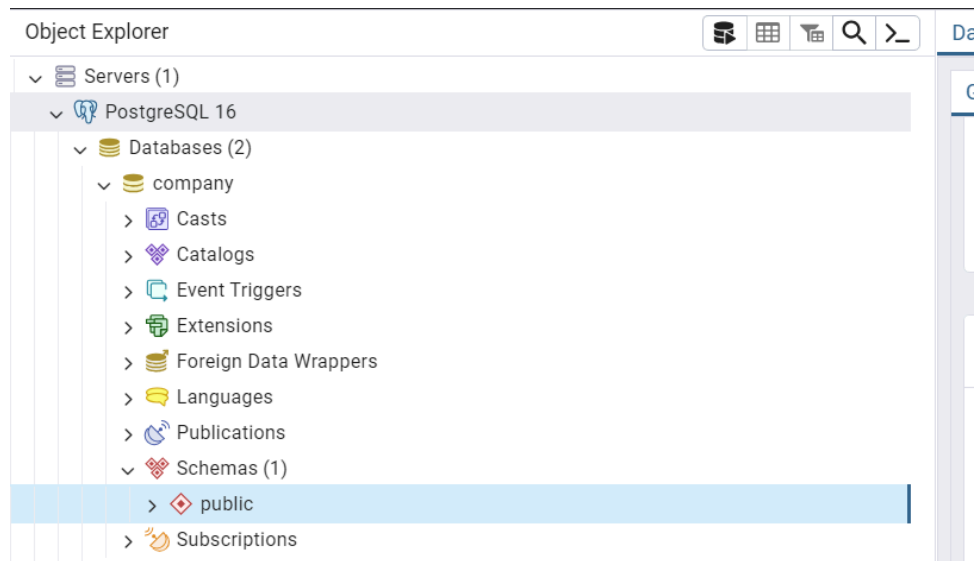 Object Explorer
Servers (1)
PostgreSQL 16
Databases (2)
company
Casts
Catalogs
Event Triggers
Extensions
Foreign Data Wrappers
Languages
Publications
Schemas (1)
public
Subscriptions